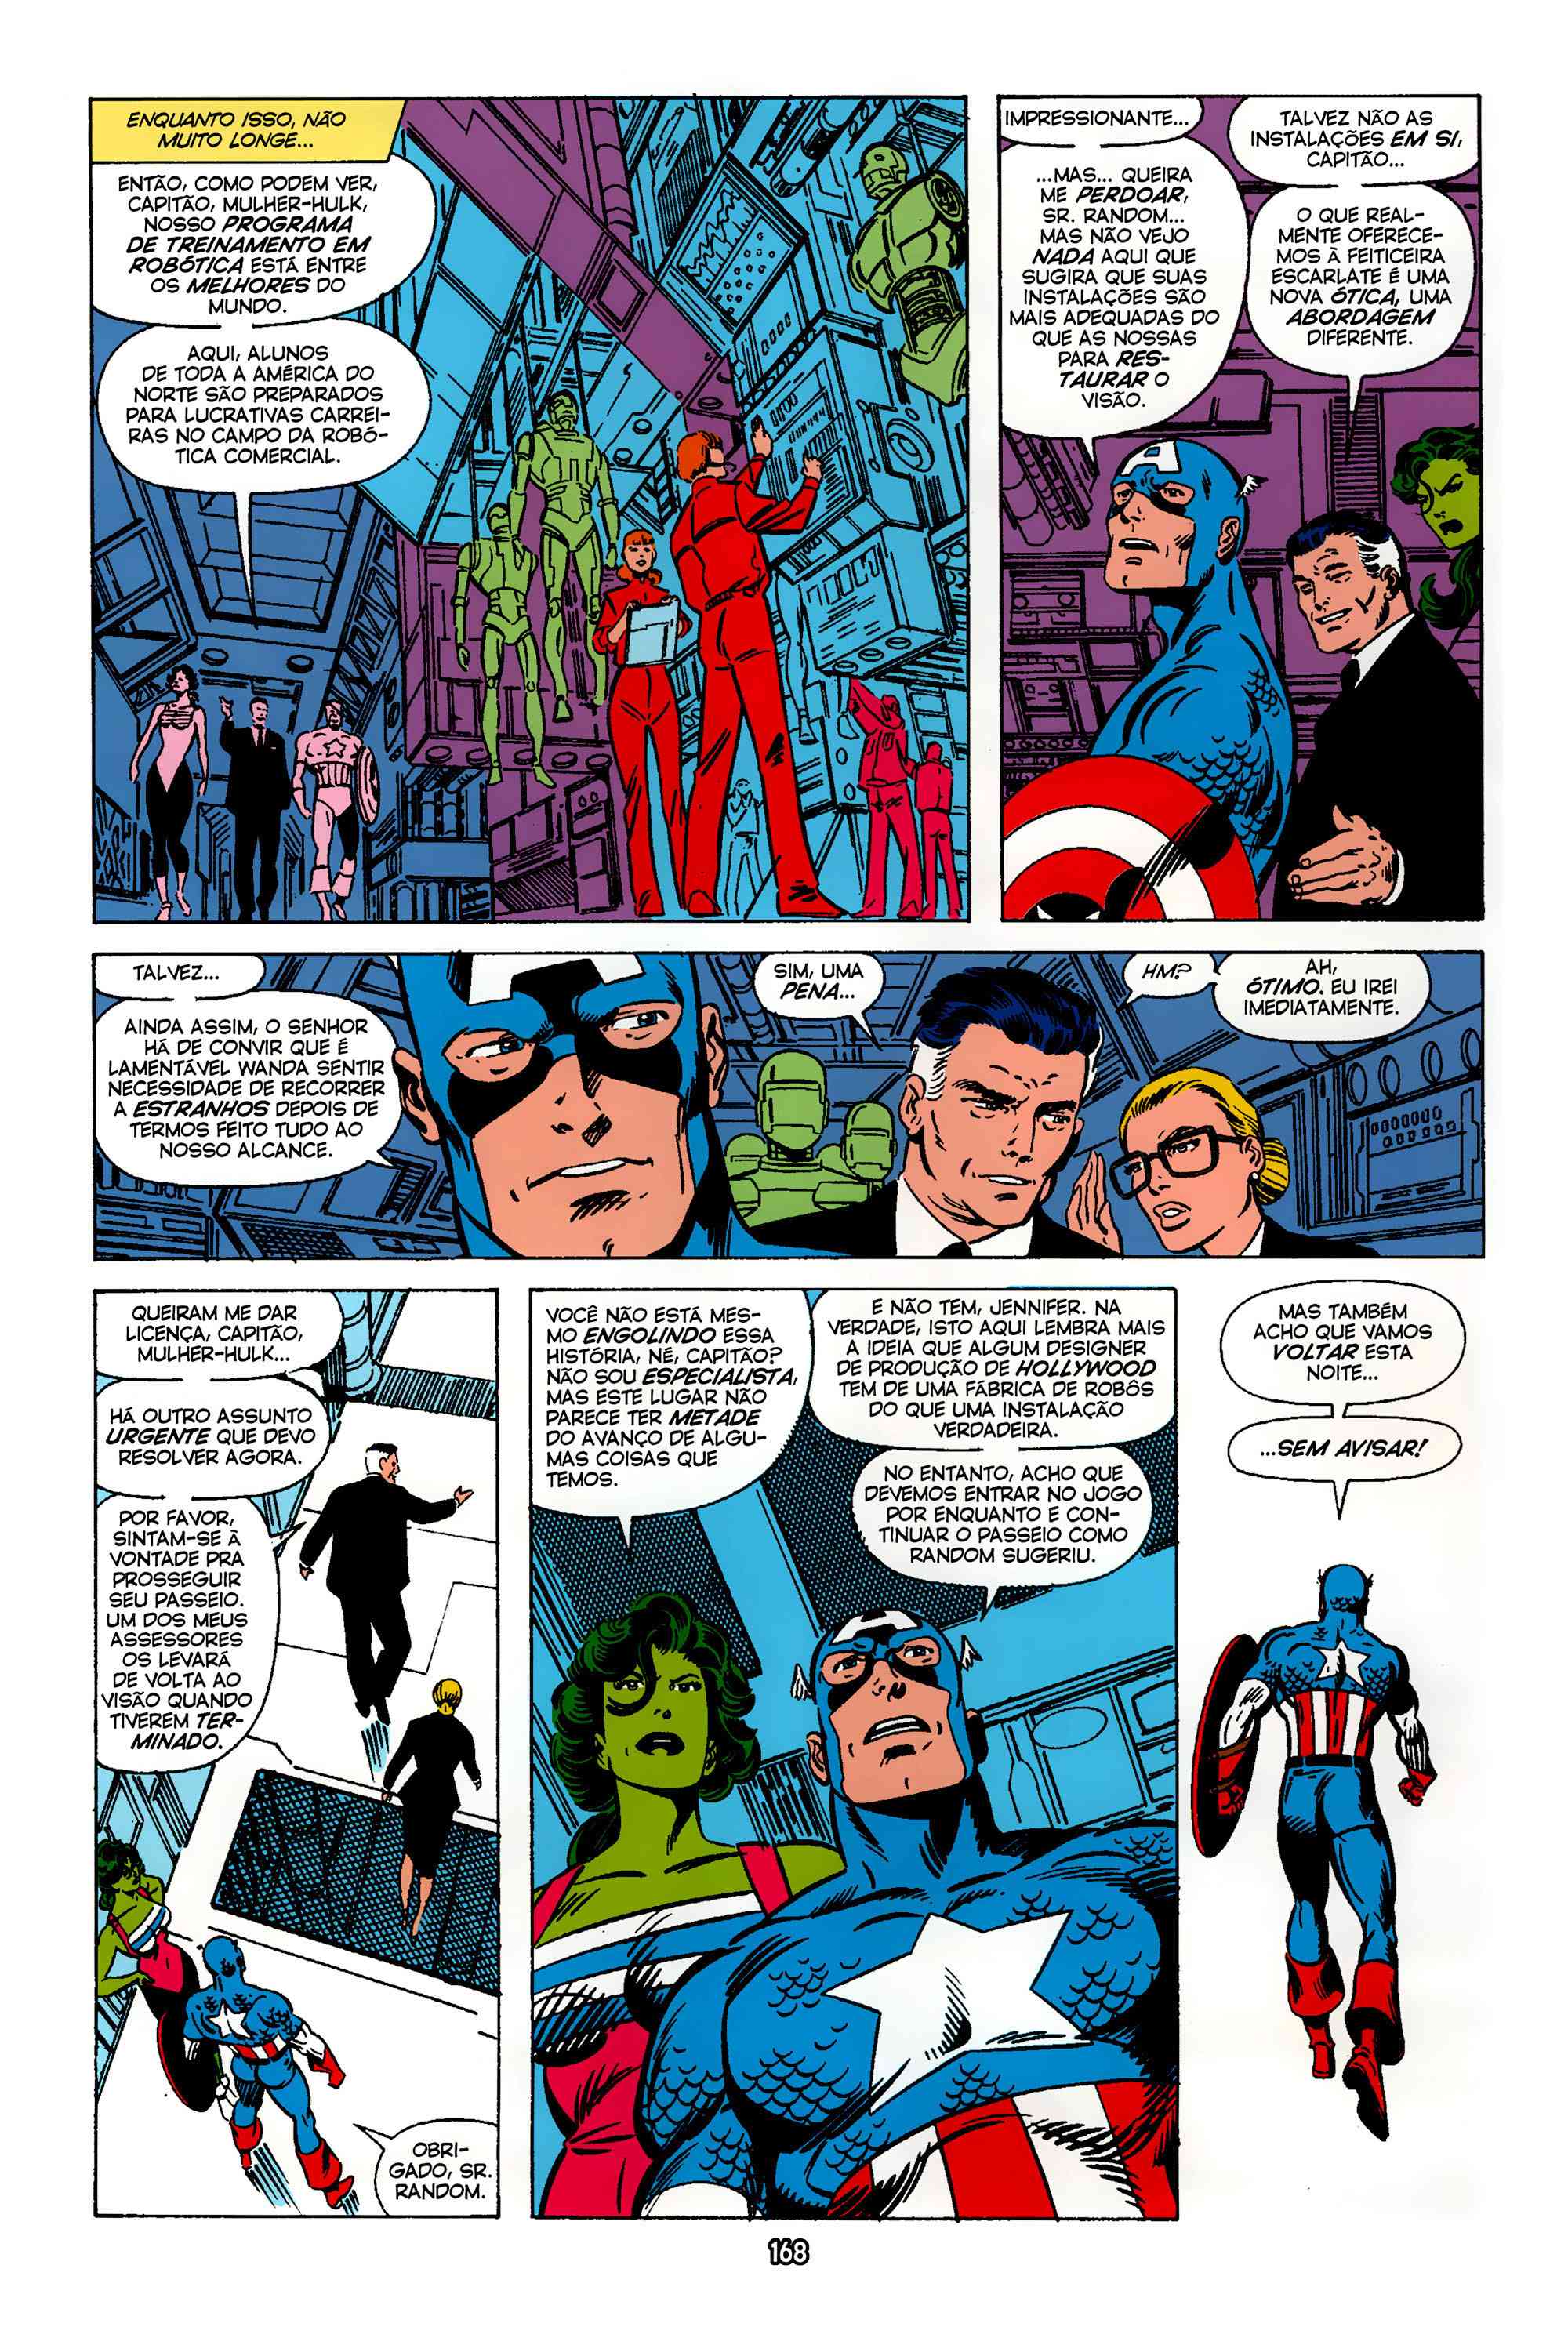 ENQUANTO ISSO, NÃO
MUITO LONGE...
ENTÃO, COMO PODEM VER,
CAPITÃO, MULHER-HULK,
NOSSO PROGRAMA
DE TREINAMENTO EM
ROBÓTICA ESTÁ ENTRE
OS MELHORES DO
MUNDO.
AQUI, ALUNOS
DE TODA A AMÉRICA DO
NORTE SÃO PREPARADOS
PARA LUCRATIVAS CARREI-
RAS NO CAMPO DA ROBÓ-
TICA COMERCIAL.
IMPRESSIONANTE...
...MAS... QUEIRA
ME PERDOAR,
SR. RANDOM...
MAS NÃO VEJO
NADA AQUI QUE
SUGIRA QUE SUAS
INSTALAÇÕES SÃO
MAIS ADEQUADAS DO
QUE AS NOSSAS
PARA RES-
TAURAR O
VISÃO.
TALVEZ NÃO AS
INSTALAÇÕES EM SI,
CAPITÃO...
O QUE REAL-
MENTE OFERECE-
MOS À FEITICEIRA
ESCARLATE É UMA
NOVA ÓTICA, UMA
ABORDAGEM
DIFERENTE.
TALVEZ...
AINDA ASSIM, O SENHOR
HÁ DE CONVIR QUE É
LAMENTÁVEL WANDA SENTIR
NECESSIDADE DE RECORRER
A ESTRANHOS DEPOIS DE
TERMOS FEITO TUDO AO
NOSSO ALCANCE.
SIM, UMA
PENA...
HM?
AH,
ÓTIMO. EU IREI
IMEDIATAMENTE.
QUEIRAM ME DAR
LICENÇA, CAPITÃO,
MULHER-HULK...
HÁ OUTRO ASSUNTO
URGENTE QUE DEVO
RESOLVER AGORA.
POR FAVOR,
SINTAM-SE À
VONTADE PRA
PROSSEGUIR
SEU PASSEIO.
UM DOS MEUS
ASSESSORES
OS LEVARÁ
DE VOLTA AO
VISÃO QUANDO
TIVEREM TER-
MINADO.
OBRI-
GADO, SR.
RANDOM.
VOCÊ NÃO ESTÁ MES-
MO ENGOLINDO ESSA
HISTÓRIA, NÉ, CAPITÃO?
NÃO SOU ESPECIALISTA,
MAS ESTE LUGAR NÃO
PARECE TER METADE
DO AVANÇO DE ALGU-
MAS COISAS QUE
TEMOS.
E NÃO TEM, JENNIFER. NA
VERDADE, ISTO AQUI LEMBRA MAIS
A IDEIA QUE ALGUM DESIGNER
DE PRODUÇÃO DE HOLLYWOOD
TEM DE UMA FÁBRICA DE ROBÔS
DO QUE UMA INSTALAÇÃO
VERDADEIRA.
NO ENTANTO, ACHO QUE
DEVEMOS ENTRAR NO JOGO
POR ENQUANTO E CON-
TINUAR O PASSEIO COMO
RANDOM SUGERIU.
MAS TAMBÉM
ACHO QUE VAMOS
VOLTAR ESTA
NOITE...
...SEM AVISAR!
168